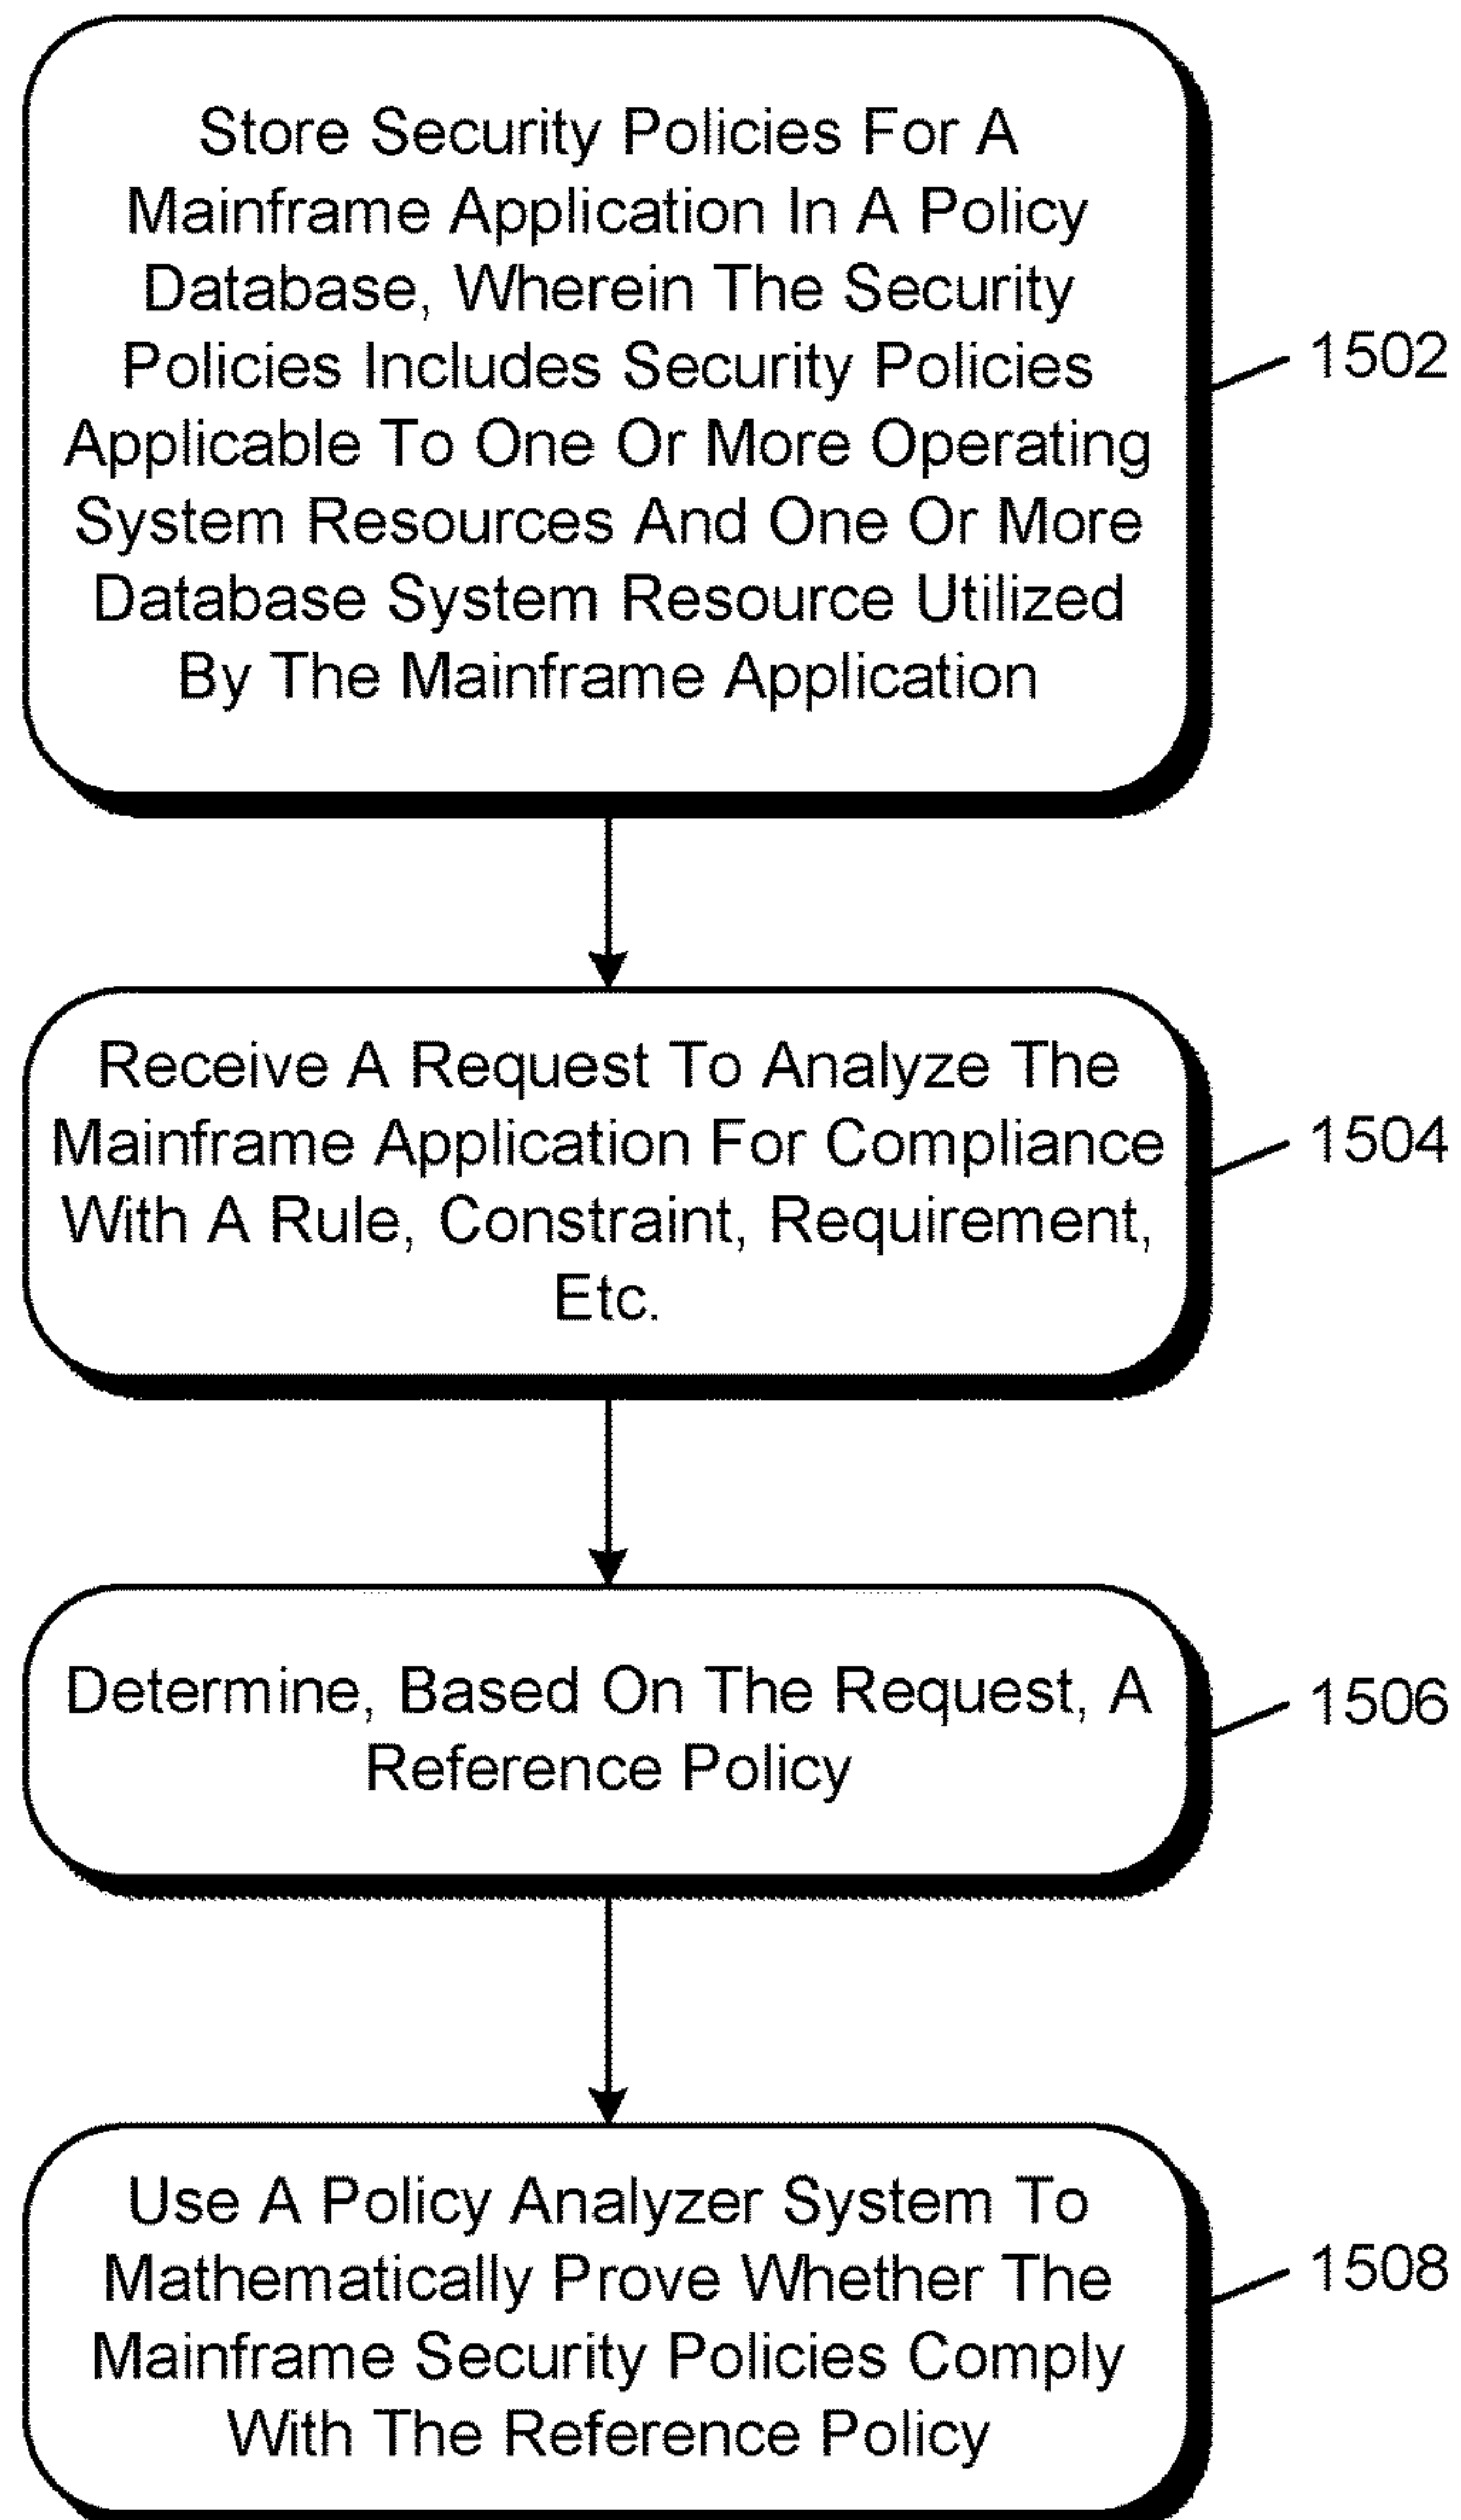 Store Security Policies For A
Mainframe Application In A Policy
Database, Wherein The Security
Policies Includes Security Policies
Applicable To One Or More Operating
System Resources And One Or More
Database System Resource Utilized
By The Mainframe Application
1502
Receive A Request To Analyze The
Mainframe Application For Compliance
With A Rule, Constraint, Requirement,
Etc.
1504
Determine, Based On The Request, A
Reference Policy
1506
Use A Policy Analyzer System To
Mathematically Prove Whether The
Mainframe Security Policies Comply
With The Reference Policy
1508